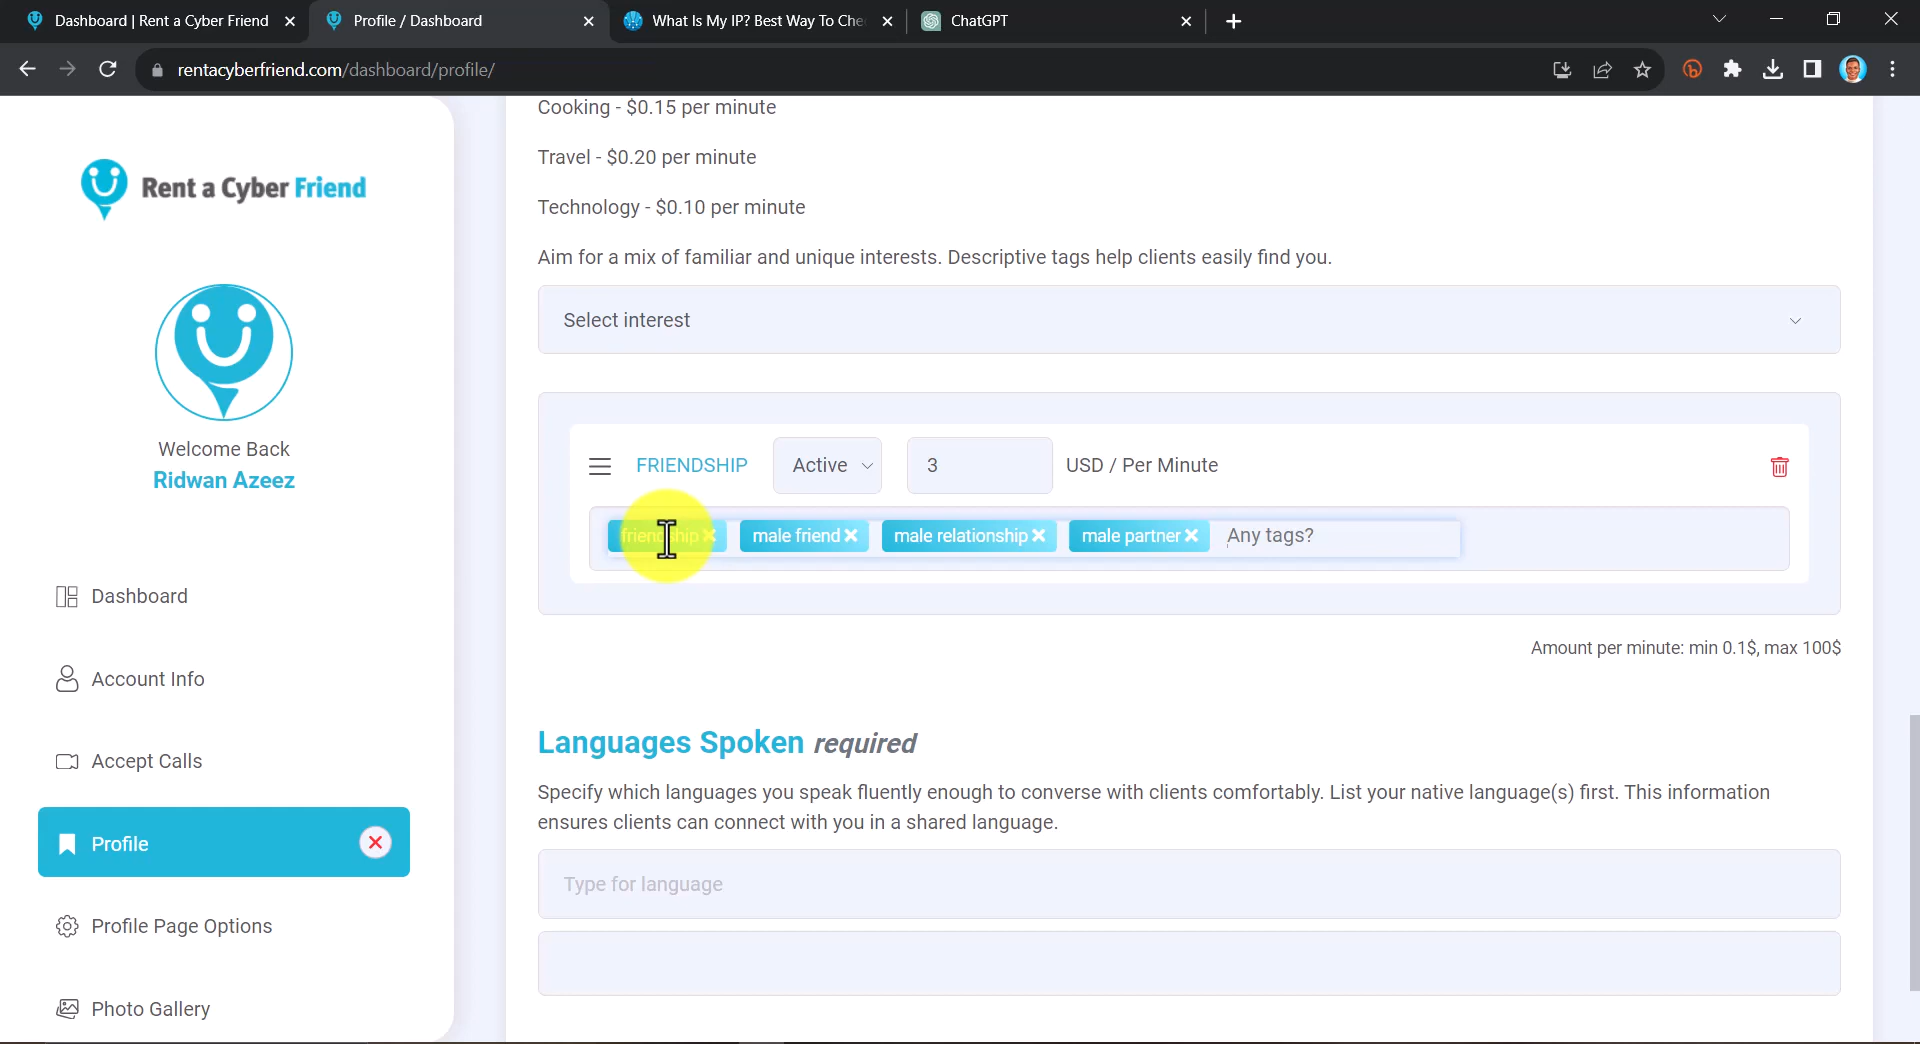 Dashboard | Rent a Cyber Friend
Profile / Dashboard
What Is My IP? Best Way To Che
ChatGPT
rentacyberfriend.com/dashboard/profile/
Rent a Cyber Friend
Welcome Back
Ridwan Azeez
Dashboard
Account Info
Accept Calls
Profile
Profile Page Options
Photo Gallery
Cooking - $0.15 per minute
Travel - $0.20 per minute
Technology - $0.10 per minute
Aim for a mix of familiar and unique interests. Descriptive tags help clients easily find you.
Select interest
FRIENDSHIP Active 3 USD / Per Minute
friendship male friend male relationship male partner Any tags?
Amount per minute: min 0.1$, max 100$
Languages Spoken required
Specify which languages you speak fluently enough to converse with clients comfortably. List your native language(s) first. This information
ensures clients can connect with you in a shared language.
Type for language